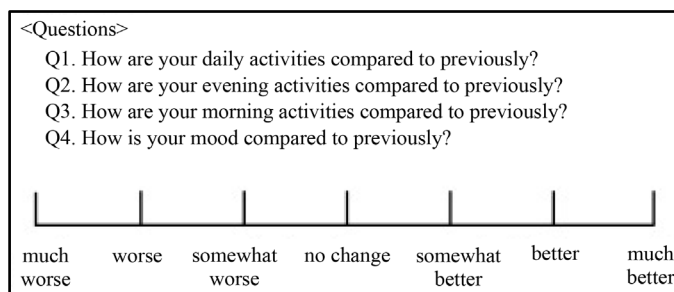 <Questions>
Q1. How are your daily activities compared to previously?
Q2. How are your evening activities compared to previously?
Q3. How are your morning activities compared to previously?
Q4. How is your mood compared to previously?
much worse
worse
somewhat worse
no change
somewhat better
better
much better